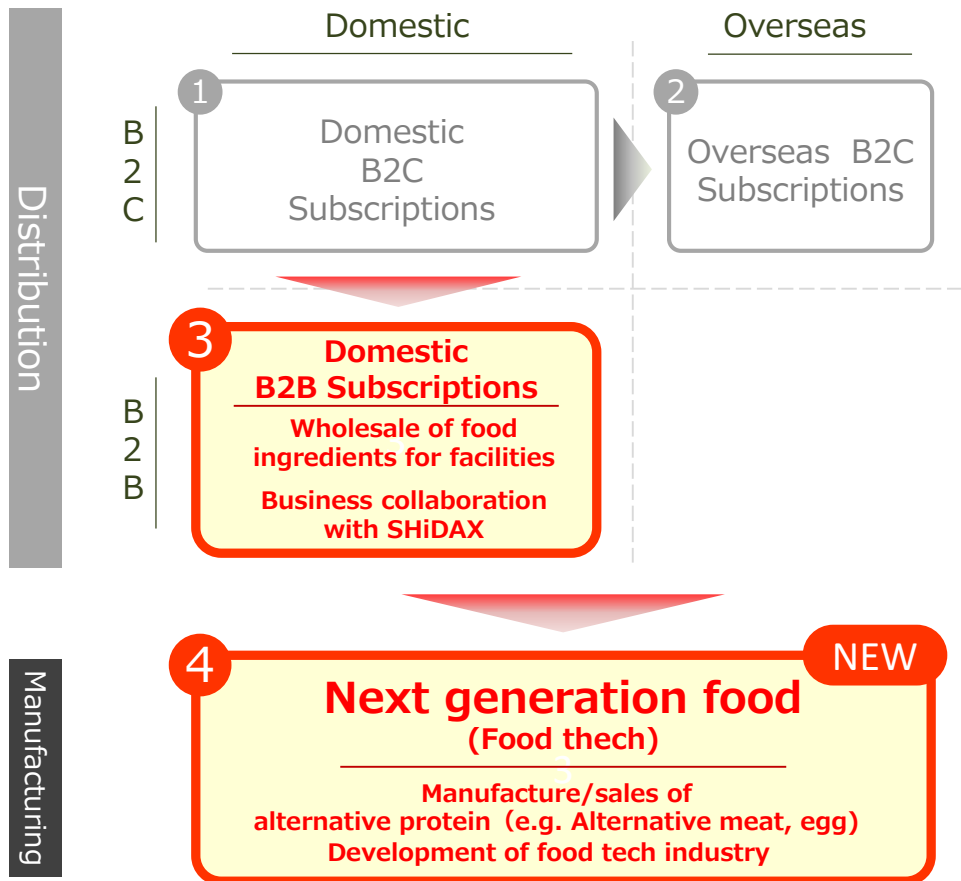 Domestic
Overseas
Distribution
B
2
C
1
Domestic
B2C
Subscriptions
2
Overseas B2C
Subscriptions
B
2
B
3
Domestic
B2B Subscriptions
Wholesale of food
ingredients for facilities
Business collaboration
with SHiDAX
Manufacturing
4
NEW
Next generation food
(Food thech)
3
Manufacture/sales of
alternative protein (e.g. Alternative meat, egg)
Development of food tech industry